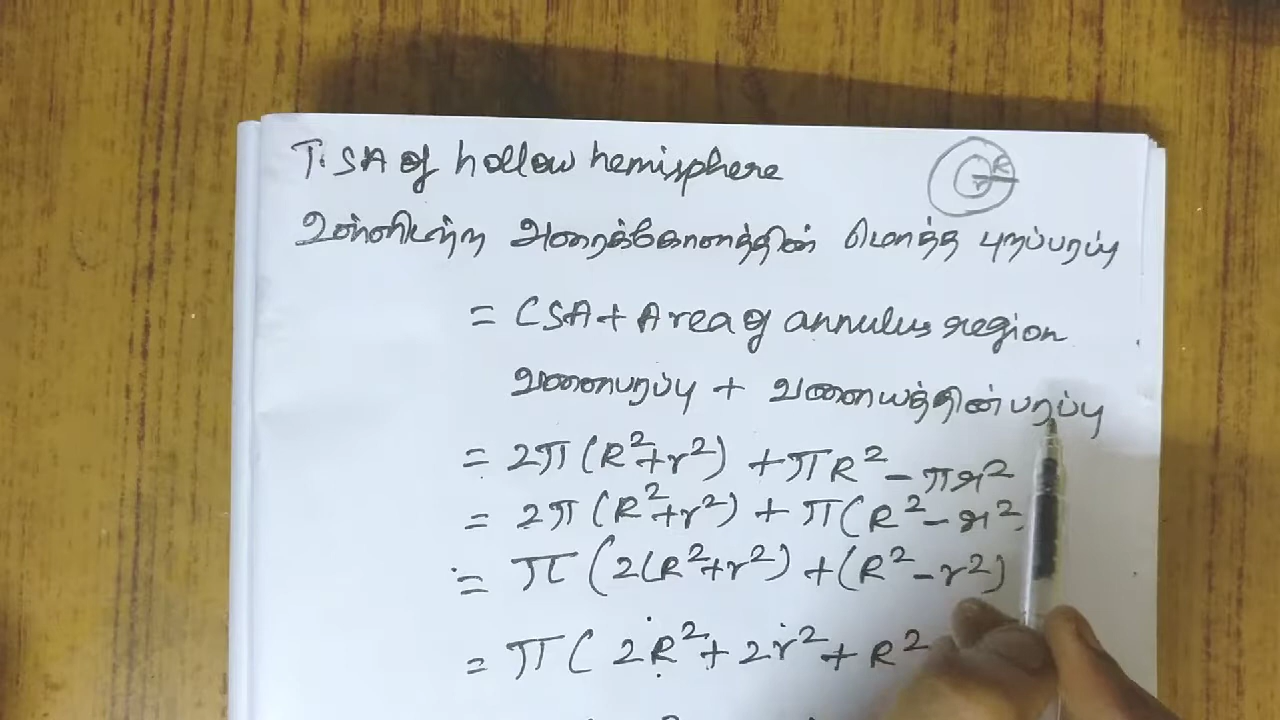 T.SA of hollow hemisphere
R
r
உள்ளீடற்ற அரைக்கோளத்தின் மொத்த புறப்பரப்பு
= CSA + Area of annulus region
வளைபரப்பு + வளையத்தின் பரப்பு
= 2π (R²+r²) + πR² - πr²
= 2π (R²+r²) + π(R² - r²
= π (2(R²+r²) + (R² - r²)
= π ( 2R² + 2r² + R²